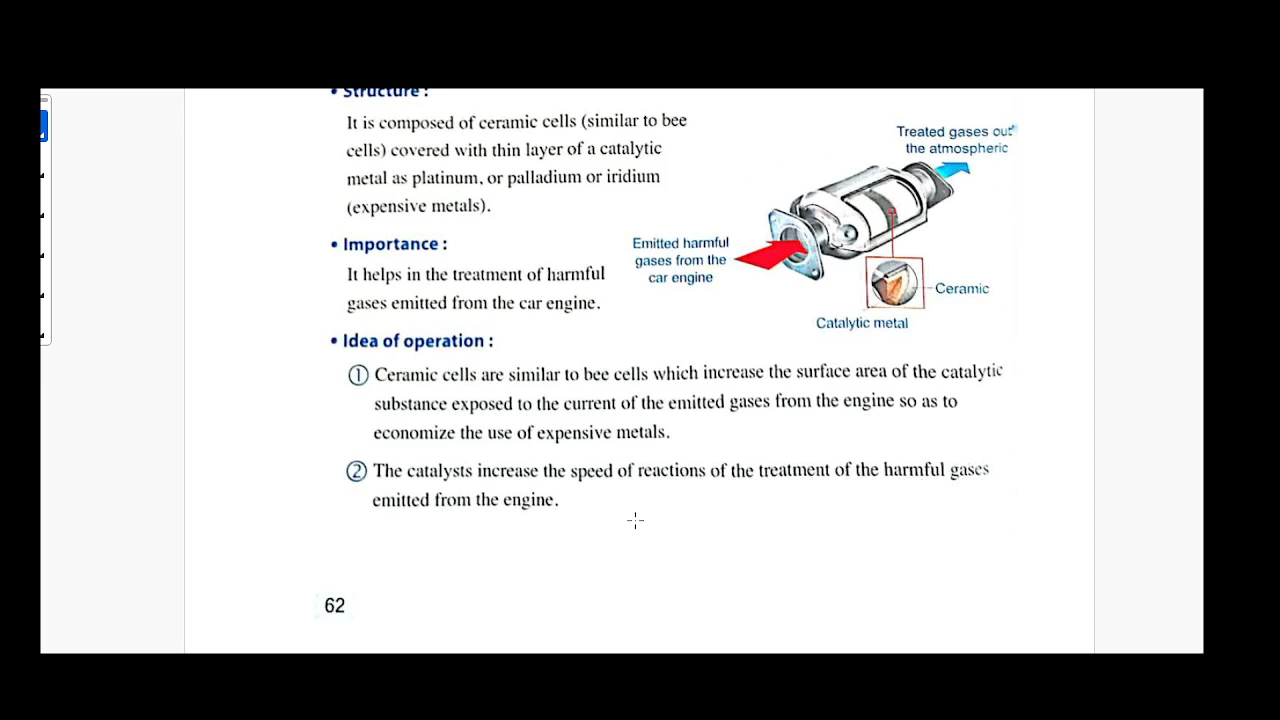 • Structure :
It is composed of ceramic cells (similar to bee
cells) covered with thin layer of a catalytic
metal as platinum, or palladium or iridium
(expensive metals).
• Importance :
It helps in the treatment of harmful
gases emitted from the car engine.
Treated gases out
the atmospheric
Emitted harmful
gases from the
car engine
Ceramic
Catalytic metal
• Idea of operation :
① Ceramic cells are similar to bee cells which increase the surface area of the catalytic
substance exposed to the current of the emitted gases from the engine so as to
economize the use of expensive metals.
② The catalysts increase the speed of reactions of the treatment of the harmful gases
emitted from the engine.
62